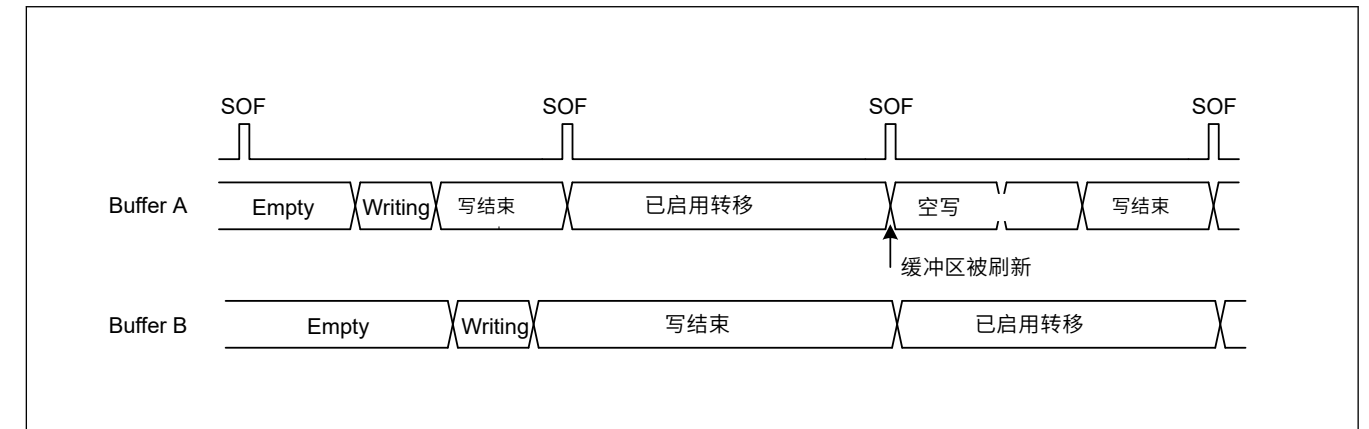 SOF SOF SOF SOF
Buffer A Empty Writing 写结束 已启用转移 空写 写结束
缓冲区被刷新
Buffer B Empty Writing 写结束 已启用转移